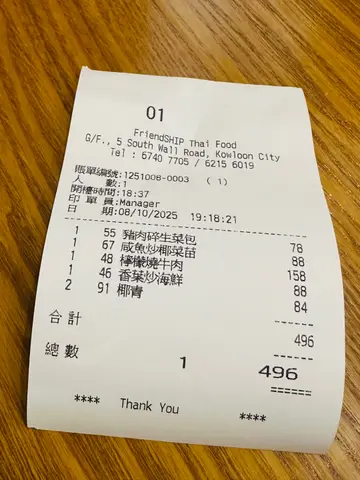 01
FriendSHIP Thai Food
G/F., 5 South Wall Road, Kowloon City
Tel : 6740 7705 / 6215 6019
賬單編號:1251008-0003 ( 1)
人 數:1
開檯時間:18:37
印 單 員:Manager
日 期:08/10/2025 19:18:21
1 55 豬肉碎生菜包 78
1 67 咸魚炒椰菜苗 88
1 48 檸檬燒牛肉 158
1 46 香葉炒海鮮 88
2 91 椰青 84
合計 496
總數 1 496
======
**** Thank You ****